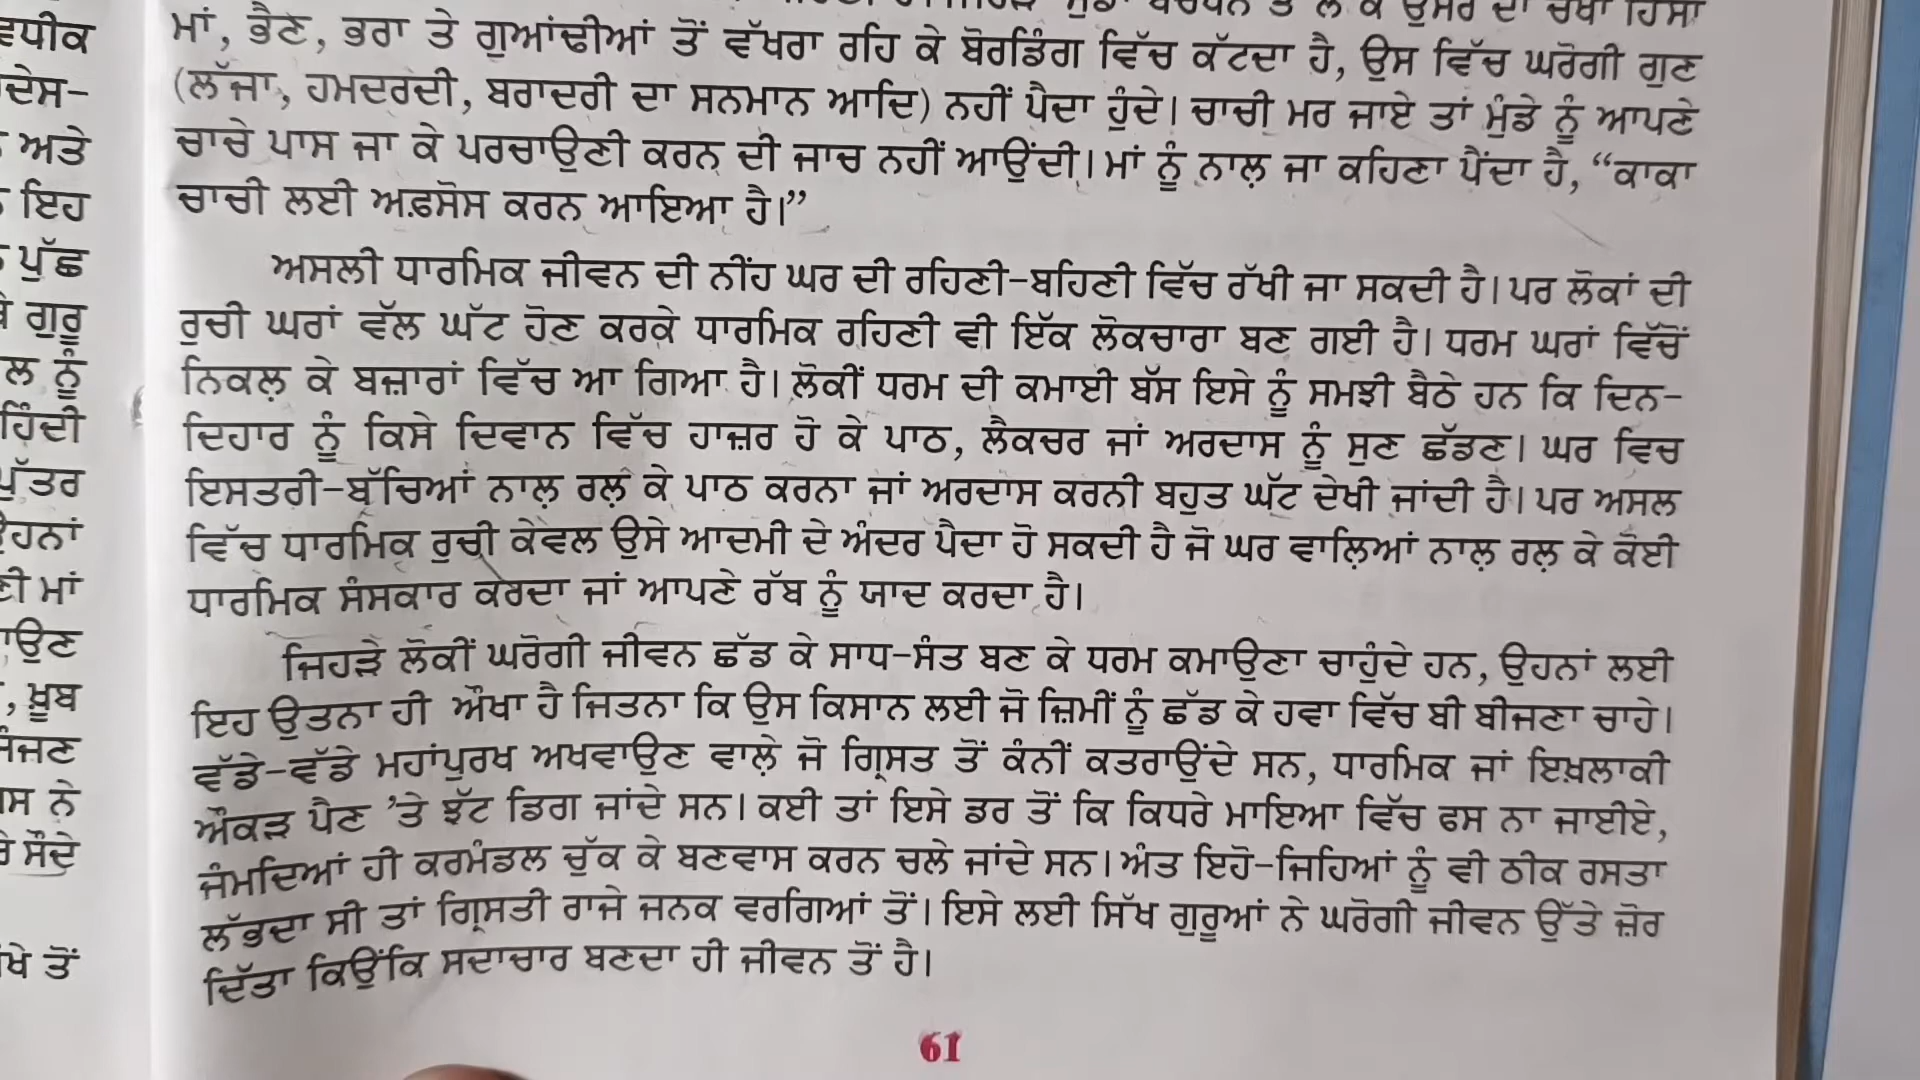 ਵਧੀਕ
ਦੇਸ-
ਅਤੇ
ਇਹ
ਪੁੱਛ
ਗੁਰੂ
ਲ ਨੂੰ
ਹਿੰਦੀ
ਪੁੱਤਰ
ਮਾਂ
ਖ਼ੂਬ
ਸ ਨੇ
ਸੌਦੇ
ਤੋਂ
ਮਾਂ, ਭੈਣ, ਭਰਾ ਤੇ ਗੁਆਂਢੀਆਂ ਤੋਂ ਵੱਖਰਾ ਰਹਿ ਕੇ ਬੋਰਡਿੰਗ ਵਿੱਚ ਕੱਟਦਾ ਹੈ, ਉਸ ਵਿੱਚ ਘਰੋਗੀ ਗੁਣ
(ਲੱਜਾ, ਹਮਦਰਦੀ, ਬਰਾਦਰੀ ਦਾ ਸਨਮਾਨ ਆਦਿ) ਨਹੀਂ ਪੈਦਾ ਹੁੰਦੇ। ਚਾਚੀ ਮਰ ਜਾਏ ਤਾਂ ਮੁੰਡੇ ਨੂੰ ਆਪਣੇ
ਚਾਚੇ ਪਾਸ ਜਾ ਕੇ ਪਰਚਾਉਣੀ ਕਰਨ ਦੀ ਜਾਚ ਨਹੀਂ ਆਉਂਦੀ। ਮਾਂ ਨੂੰ ਨਾਲ਼ ਜਾ ਕਹਿਣਾ ਪੈਂਦਾ ਹੈ, “ਕਾਕਾ
ਚਾਚੀ ਲਈ ਅਫ਼ਸੋਸ ਕਰਨ ਆਇਆ ਹੈ।”
ਅਸਲੀ ਧਾਰਮਿਕ ਜੀਵਨ ਦੀ ਨੀਂਹ ਘਰ ਦੀ ਰਹਿਣੀ-ਬਹਿਣੀ ਵਿੱਚ ਰੱਖੀ ਜਾ ਸਕਦੀ ਹੈ। ਪਰ ਲੋਕਾਂ ਦੀ
ਰੁਚੀ ਘਰਾਂ ਵੱਲ ਘੱਟ ਹੋਣ ਕਰਕੇ ਧਾਰਮਿਕ ਰਹਿਣੀ ਵੀ ਇੱਕ ਲੋਕਚਾਰਾ ਬਣ ਗਈ ਹੈ। ਧਰਮ ਘਰਾਂ ਵਿੱਚੋਂ
ਨਿਕਲ਼ ਕੇ ਬਜ਼ਾਰਾਂ ਵਿੱਚ ਆ ਗਿਆ ਹੈ। ਲੋਕੀਂ ਧਰਮ ਦੀ ਕਮਾਈ ਬੱਸ ਇਸੇ ਨੂੰ ਸਮਝੀ ਬੈਠੇ ਹਨ ਕਿ ਦਿਨ-
ਦਿਹਾਰ ਨੂੰ ਕਿਸੇ ਦਿਵਾਨ ਵਿੱਚ ਹਾਜ਼ਰ ਹੋ ਕੇ ਪਾਠ, ਲੈਕਚਰ ਜਾਂ ਅਰਦਾਸ ਨੂੰ ਸੁਣ ਛੱਡਣ। ਘਰ ਵਿਚ
ਇਸਤਰੀ-ਬੱਚਿਆਂ ਨਾਲ਼ ਰਲ਼ ਕੇ ਪਾਠ ਕਰਨਾ ਜਾਂ ਅਰਦਾਸ ਕਰਨੀ ਬਹੁਤ ਘੱਟ ਦੇਖੀ ਜਾਂਦੀ ਹੈ। ਪਰ ਅਸਲ
ਵਿੱਚ ਧਾਰਮਿਕ ਰੁਚੀ ਕੇਵਲ ਉਸੇ ਆਦਮੀ ਦੇ ਅੰਦਰ ਪੈਦਾ ਹੋ ਸਕਦੀ ਹੈ ਜੋ ਘਰ ਵਾਲ਼ਿਆਂ ਨਾਲ਼ ਰਲ਼ ਕੇ ਕੋਈ
ਧਾਰਮਿਕ ਸੰਸਕਾਰ ਕਰਦਾ ਜਾਂ ਆਪਣੇ ਰੱਬ ਨੂੰ ਯਾਦ ਕਰਦਾ ਹੈ।
ਜਿਹੜੇ ਲੋਕੀਂ ਘਰੋਗੀ ਜੀਵਨ ਛੱਡ ਕੇ ਸਾਧ-ਸੰਤ ਬਣ ਕੇ ਧਰਮ ਕਮਾਉਣਾ ਚਾਹੁੰਦੇ ਹਨ, ਉਹਨਾਂ ਲਈ
ਇਹ ਉਤਨਾ ਹੀ ਔਖਾ ਹੈ ਜਿਤਨਾ ਕਿ ਉਸ ਕਿਸਾਨ ਲਈ ਜੋ ਜ਼ਿਮੀਂ ਨੂੰ ਛੱਡ ਕੇ ਹਵਾ ਵਿੱਚ ਬੀ ਬੀਜਣਾ ਚਾਹੇ।
ਵੱਡੇ-ਵੱਡੇ ਮਹਾਂਪੁਰਖ ਅਖਵਾਉਣ ਵਾਲ਼ੇ ਜੋ ਗ੍ਰਿਸਤ ਤੋਂ ਕੰਨੀਂ ਕਤਰਾਉਂਦੇ ਸਨ, ਧਾਰਮਿਕ ਜਾਂ ਇਖ਼ਲਾਕੀ
ਔਕੜ ਪੈਣ ’ਤੇ ਝੱਟ ਡਿਗ ਜਾਂਦੇ ਸਨ। ਕਈ ਤਾਂ ਇਸੇ ਡਰ ਤੋਂ ਕਿ ਕਿਧਰੇ ਮਾਇਆ ਵਿੱਚ ਫਸ ਨਾ ਜਾਈਏ,
ਜੰਮਦਿਆਂ ਹੀ ਕਰਮੰਡਲ ਚੁੱਕ ਕੇ ਬਣਵਾਸ ਕਰਨ ਚਲੇ ਜਾਂਦੇ ਸਨ। ਅੰਤ ਇਹੋ-ਜਿਹਿਆਂ ਨੂੰ ਵੀ ਠੀਕ ਰਸਤਾ
ਲੱਭਦਾ ਸੀ ਤਾਂ ਗ੍ਰਿਸਤੀ ਰਾਜੇ ਜਨਕ ਵਰਗਿਆਂ ਤੋਂ। ਇਸੇ ਲਈ ਸਿੱਖ ਗੁਰੂਆਂ ਨੇ ਘਰੋਗੀ ਜੀਵਨ ਉੱਤੇ ਜ਼ੋਰ
ਦਿੱਤਾ ਕਿਉਂਕਿ ਸਦਾਚਾਰ ਬਣਦਾ ਹੀ ਜੀਵਨ ਤੋਂ ਹੈ।
61